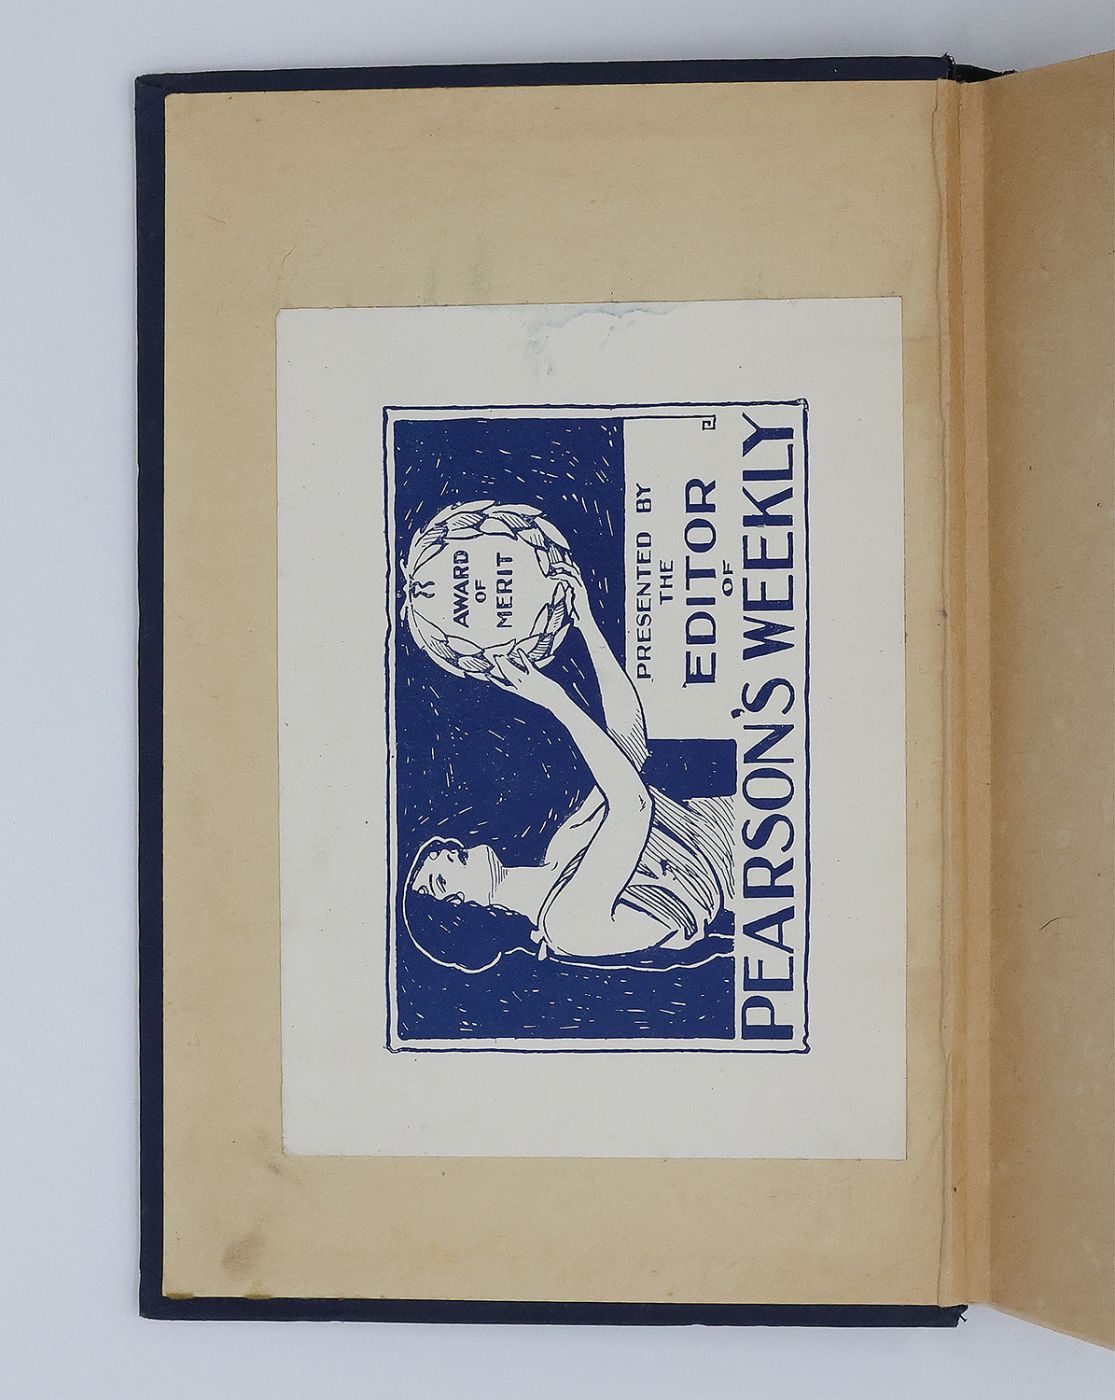 AWARD
OF
MERIT
PRESENTED BY
THE
EDITOR
OF
PEARSON'S WEEKLY